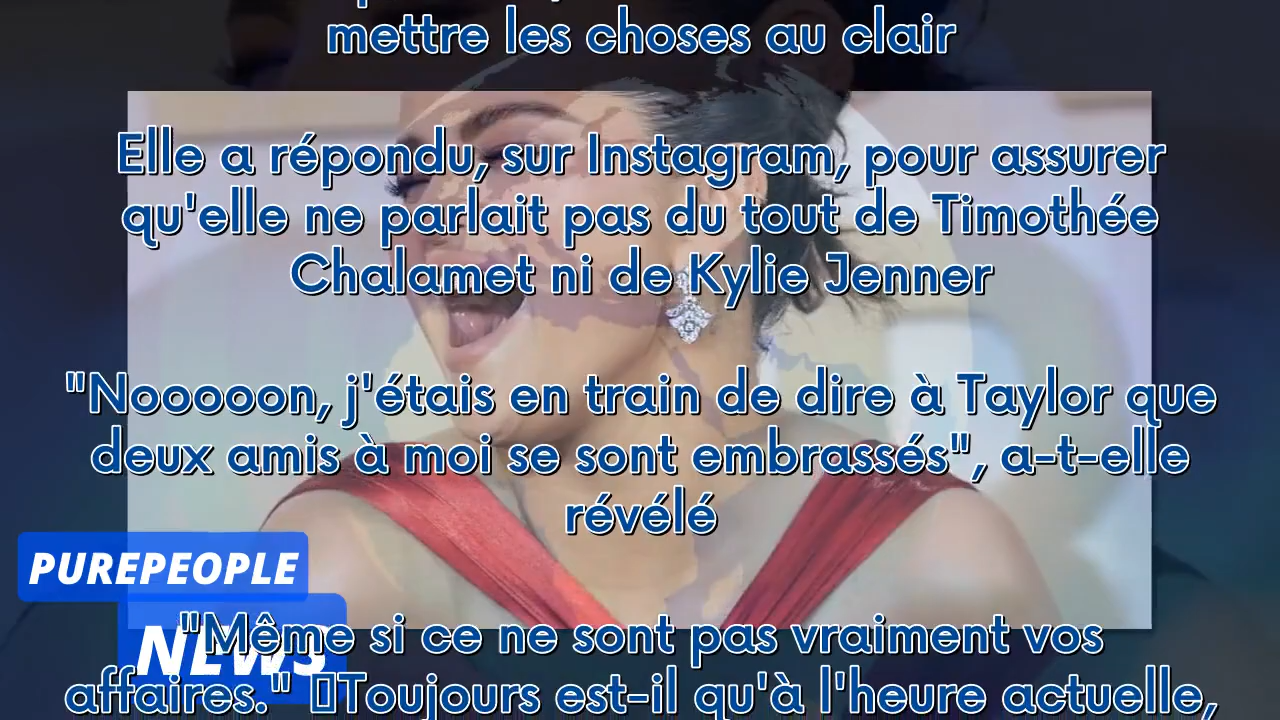 mettre les choses au clair
Elle a répondu, sur Instagram, pour assurer
qu'elle ne parlait pas du tout de Timothée
Chalamet ni de Kylie Jenner
"Nooooon, j'étais en train de dire à Taylor que
deux amis à moi se sont embrassés", a-t-elle
révélé
PUREPEOPLE
NEWS
"Même si ce ne sont pas vraiment vos
affaires." Toujours est-il qu'à l'heure actuelle,